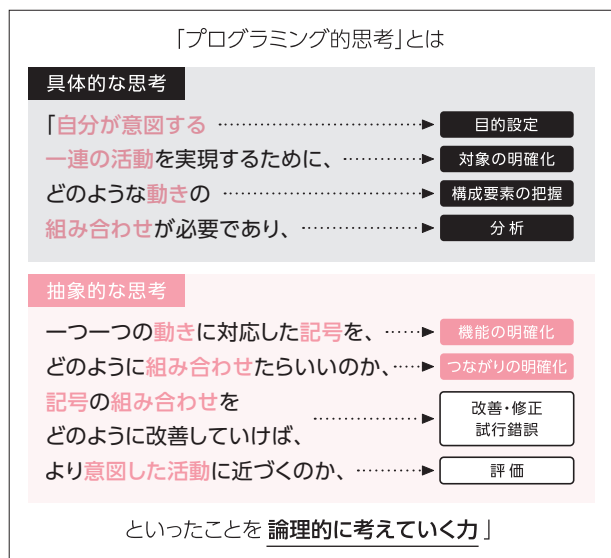 「プログラミング的思考」とは
具体的な思考
「自分が意図する ‥‥‥▶ 目的設定
一連の活動を実現するために、 ‥‥‥▶ 対象の明確化
どのような動きの ‥‥‥▶ 構成要素の把握
組み合わせが必要であり、 ‥‥‥▶ 分析
抽象的な思考
一つ一つの動きに対応した記号を、 ‥‥‥▶ 機能の明確化
どのように組み合わせたらいいのか、 ‥‥‥▶ つながりの明確化
記号の組み合わせを
どのように改善していけば、 ‥‥‥▶ 改善・修正
試行錯誤
より意図した活動に近づくのか、 ‥‥‥▶ 評価
といったことを 論理的に考えていく力」